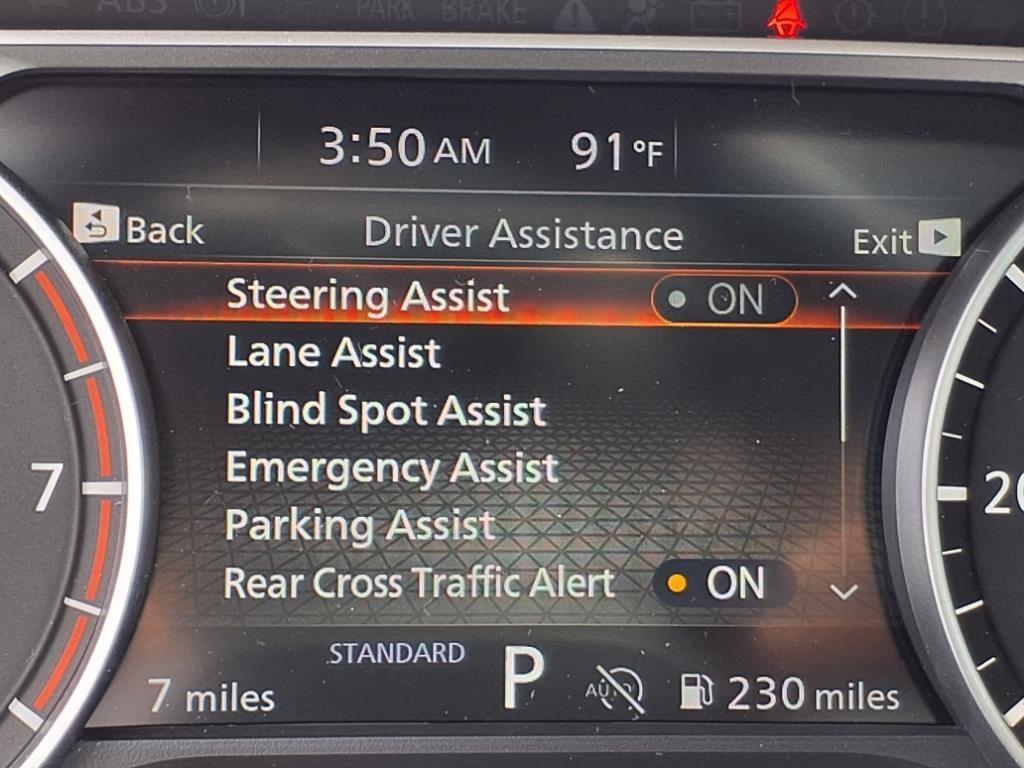 ABS PARK BRAKE
3:50 AM 91°F
Back Driver Assistance Exit
Steering Assist ON
Lane Assist
Blind Spot Assist
Emergency Assist
7
20
Parking Assist
Rear Cross Traffic Alert ON
STANDARD
7 miles P AUTO 230 miles